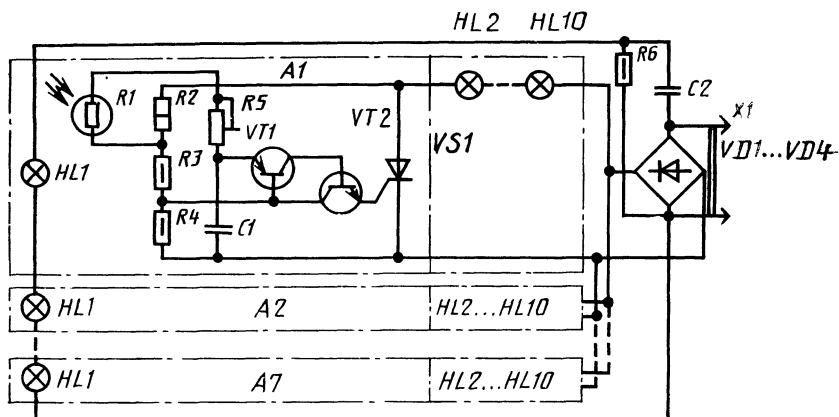 HL2 HL10
A1
R6
C2
X1
R1
R2
R5
VT1
VT2
VS1
VD1...VD4
HL1
R3
R4
C1
HL1 A2 HL2...HL10
HL1 A7 HL2...HL10